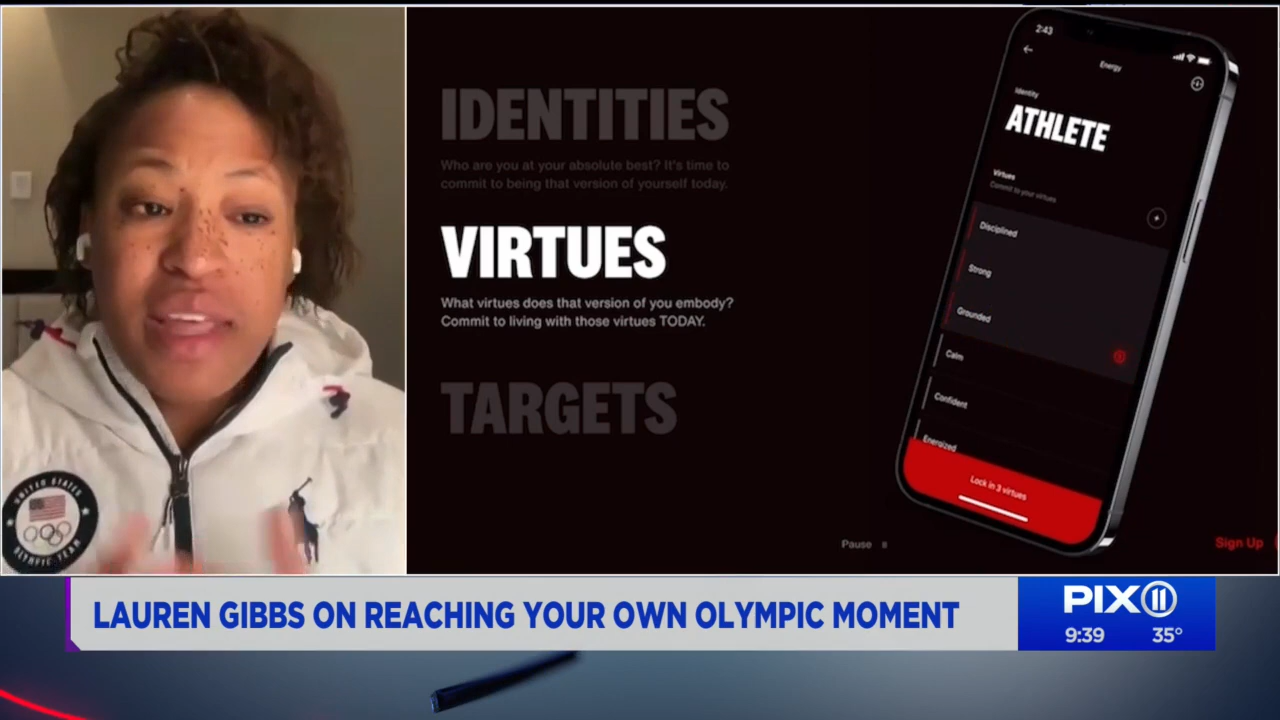 UNITED STATES
OLYMPIC TEAM
IDENTITIES
Who are you at your absolute best? It's time to
commit to being that version of yourself today.
VIRTUES
What virtues does that version of you embody?
Commit to living with those virtues TODAY.
TARGETS
2:43
Energy
Identity
ATHLETE
Virtues
Commit to your virtues
Disciplined
Strong
Grounded
Calm
Confident
Energized
Lock in 3 virtues
Pause
Sign Up
LAUREN GIBBS ON REACHING YOUR OWN OLYMPIC MOMENT
PIX11
9:39 35°